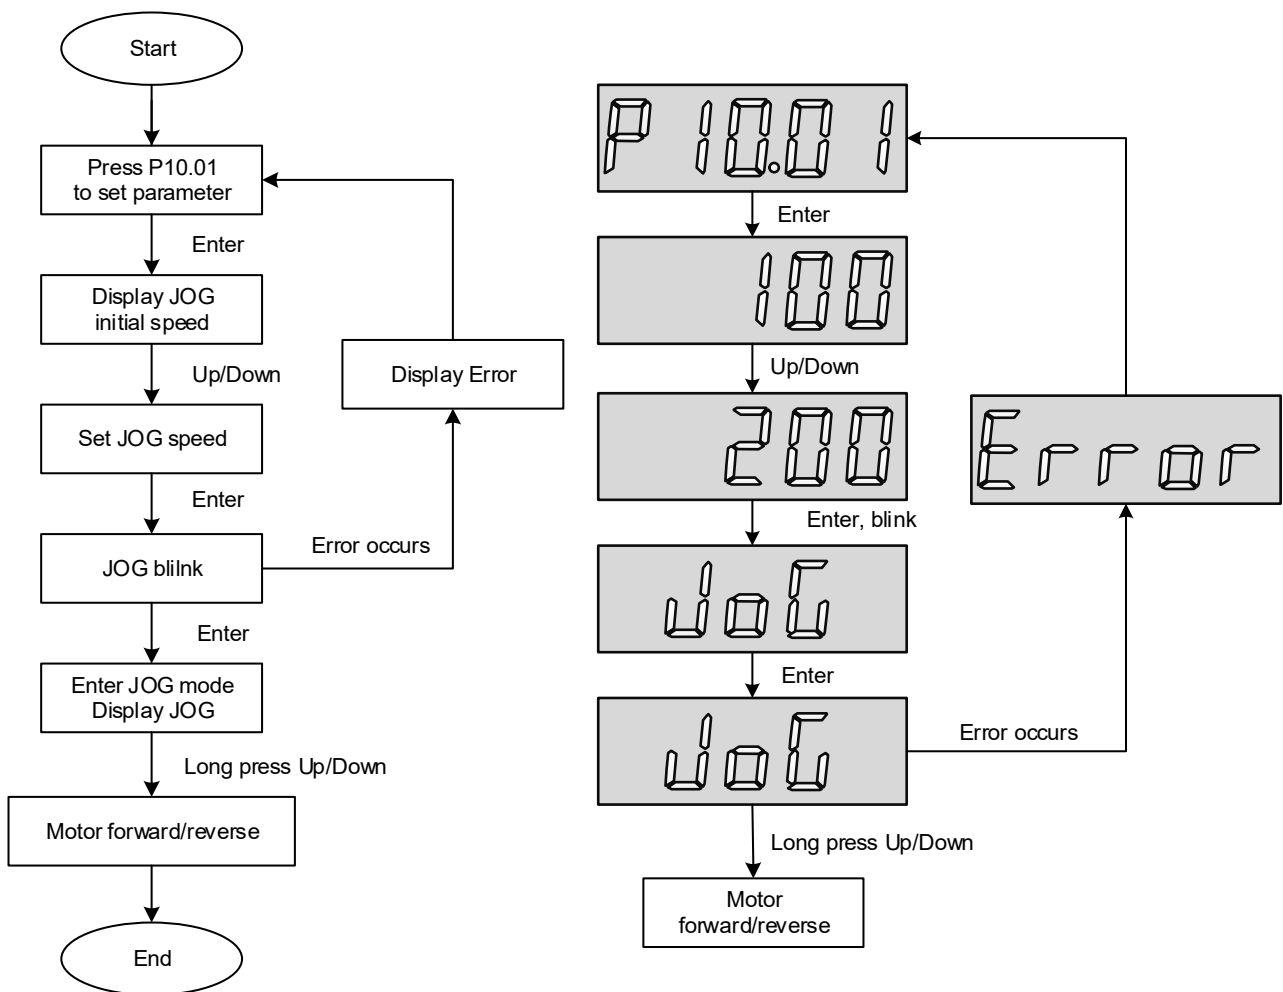 Start
Press P10.01
to set parameter
Enter
Display JOG
initial speed
Up/Down
Display Error
Set JOG speed
Enter
JOG blilnk
Error occurs
Enter
Enter JOG mode
Display JOG
Long press Up/Down
Motor forward/reverse
End
P10.01
Enter
100
Up/Down
200
Enter, blink
JoG
Enter
JoG
Error occurs
Error
Long press Up/Down
Motor
forward/reverse